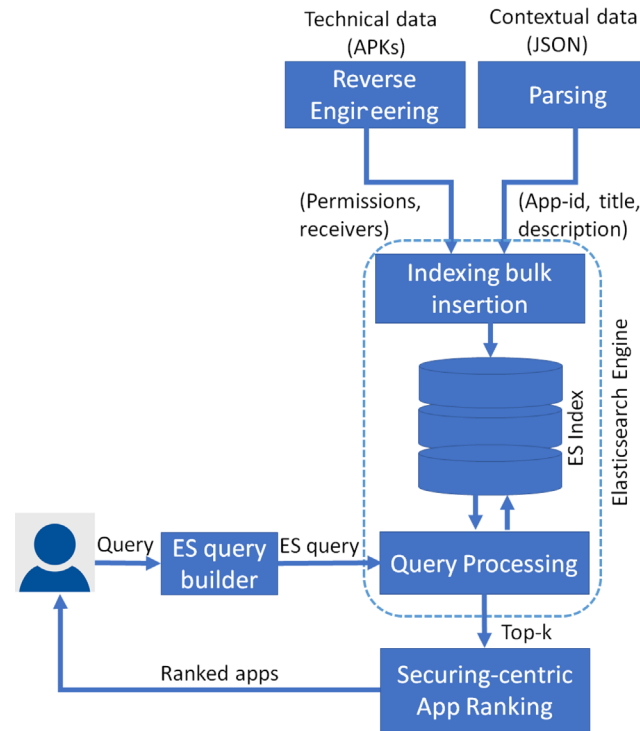 Technical data
(APKs)
Contextual data
(JSON)
Reverse
Engineering
Parsing
(Permissions,
receivers)
(App-id, title,
description)
Indexing bulk
insertion
ES Index
Elasticsearch Engine
Query
ES query
builder
ES query
Query Processing
Top-k
Ranked apps
Securing-centric
App Ranking